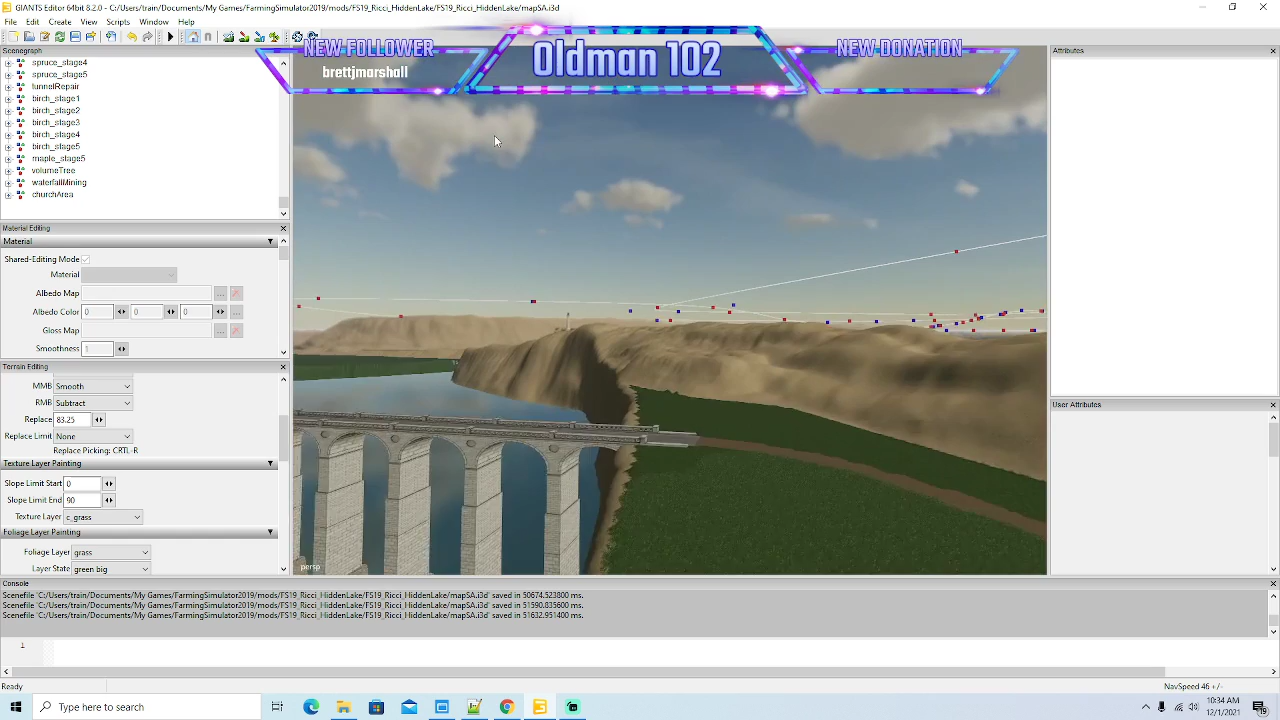 GIANTS Editor 64bit 8.2.0 - C:/Users/train/Documents/My Games/FarmingSimulator2019/mods/FS19_Ricci_HiddenLake/mapSA.i3d
File Edit Create View Script Window Help
NEW FOLLOWER
brettjmarshall
Oldman 102
NEW DONATION
Scenegraph
spruce_stage4
spruce_stage5
lumberJam
birch_stage1
birch_stage2
birch_stage3
birch_stage4
birch_stage5
maple_stage5
volumeTree
waterfallMining
churchArea
Material Editing
Material
Shared-Editing Mode
Material
Albedo Map
...
Albedo Color 0 0 0 ...
Gloss Map
...
Smoothness 1
Terrain Editing
MMB Smooth
RMB Subtract
Replace 83.25
Replace Limit None
Replace Picking: CRTL-R
Texture Layer Painting
Slope Limit Start 0
Slope Limit End 90
Texture Layer c_grass
Foliage Layer Painting
Foliage Layer grass
Layer State green big
persp
Attributes
User Attributes
Console
Scenefile 'C:/Users/train/Documents/My Games/FarmingSimulator2019/mods/FS19_Ricci_HiddenLake/FS19_Ricci_HiddenLake/mapSA.i3d' saved in 50674.523800 ms.
Scenefile 'C:/Users/train/Documents/My Games/FarmingSimulator2019/mods/FS19_Ricci_HiddenLake/FS19_Ricci_HiddenLake/mapSA.i3d' saved in 51590.835600 ms.
Scenefile 'C:/Users/train/Documents/My Games/FarmingSimulator2019/mods/FS19_Ricci_HiddenLake/FS19_Ricci_HiddenLake/mapSA.i3d' saved in 51632.951400 ms.
1
Ready
NavSpeed 46 +/-
Type here to search
10:34 AM
12/1/2021